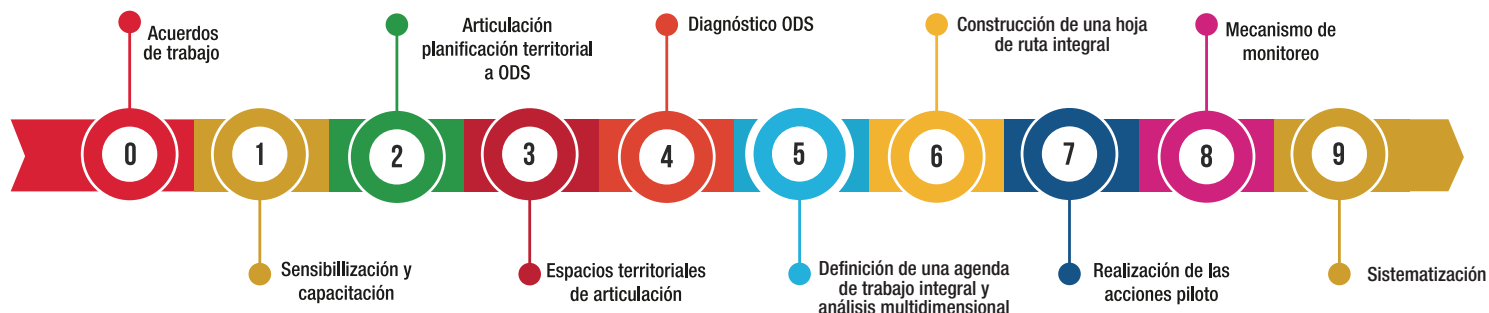 Acuerdos
de trabajo
Articulación
planificación territorial
a ODS
Diagnóstico ODS
Construcción de una hoja
de ruta integral
Mecanismo de
monitoreo
0
1
2
3
4
5
6
7
8
9
Sensibillización y
capacitación
Espacios territoriales
de articulación
Definición de una agenda
de trabajo integral y
análisis multidimensional
Realización de las
acciones piloto
Sistematización